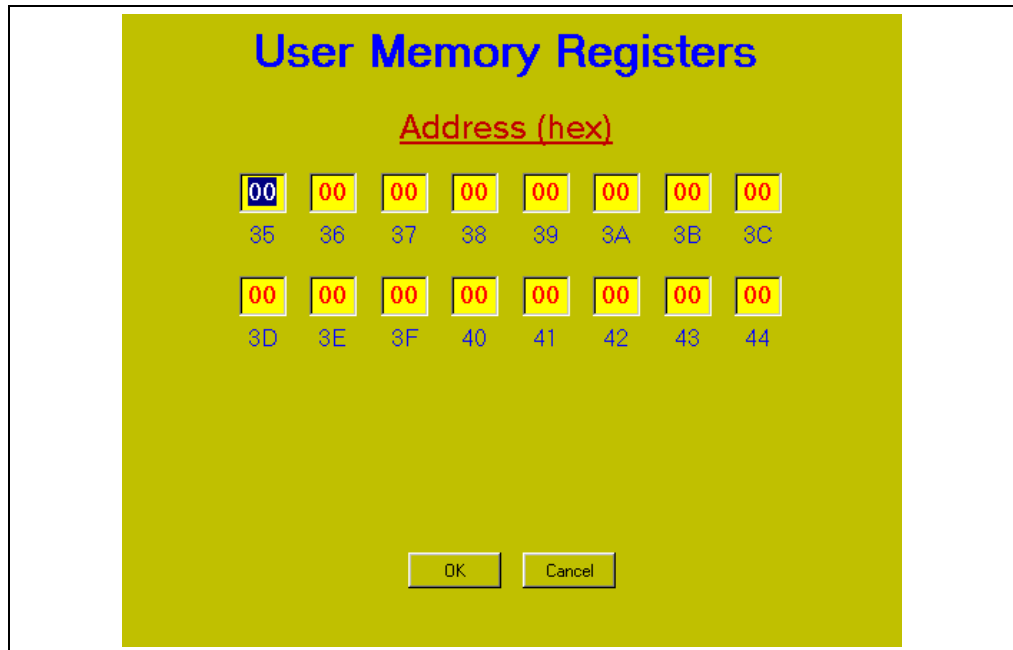 User Memory Registers
Address (hex)
00 00 00 00 00 00 00 00
35 36 37 38 39 3A 3B 3C
00 00 00 00 00 00 00 00
3D 3E 3F 40 41 42 43 44
OK Cancel